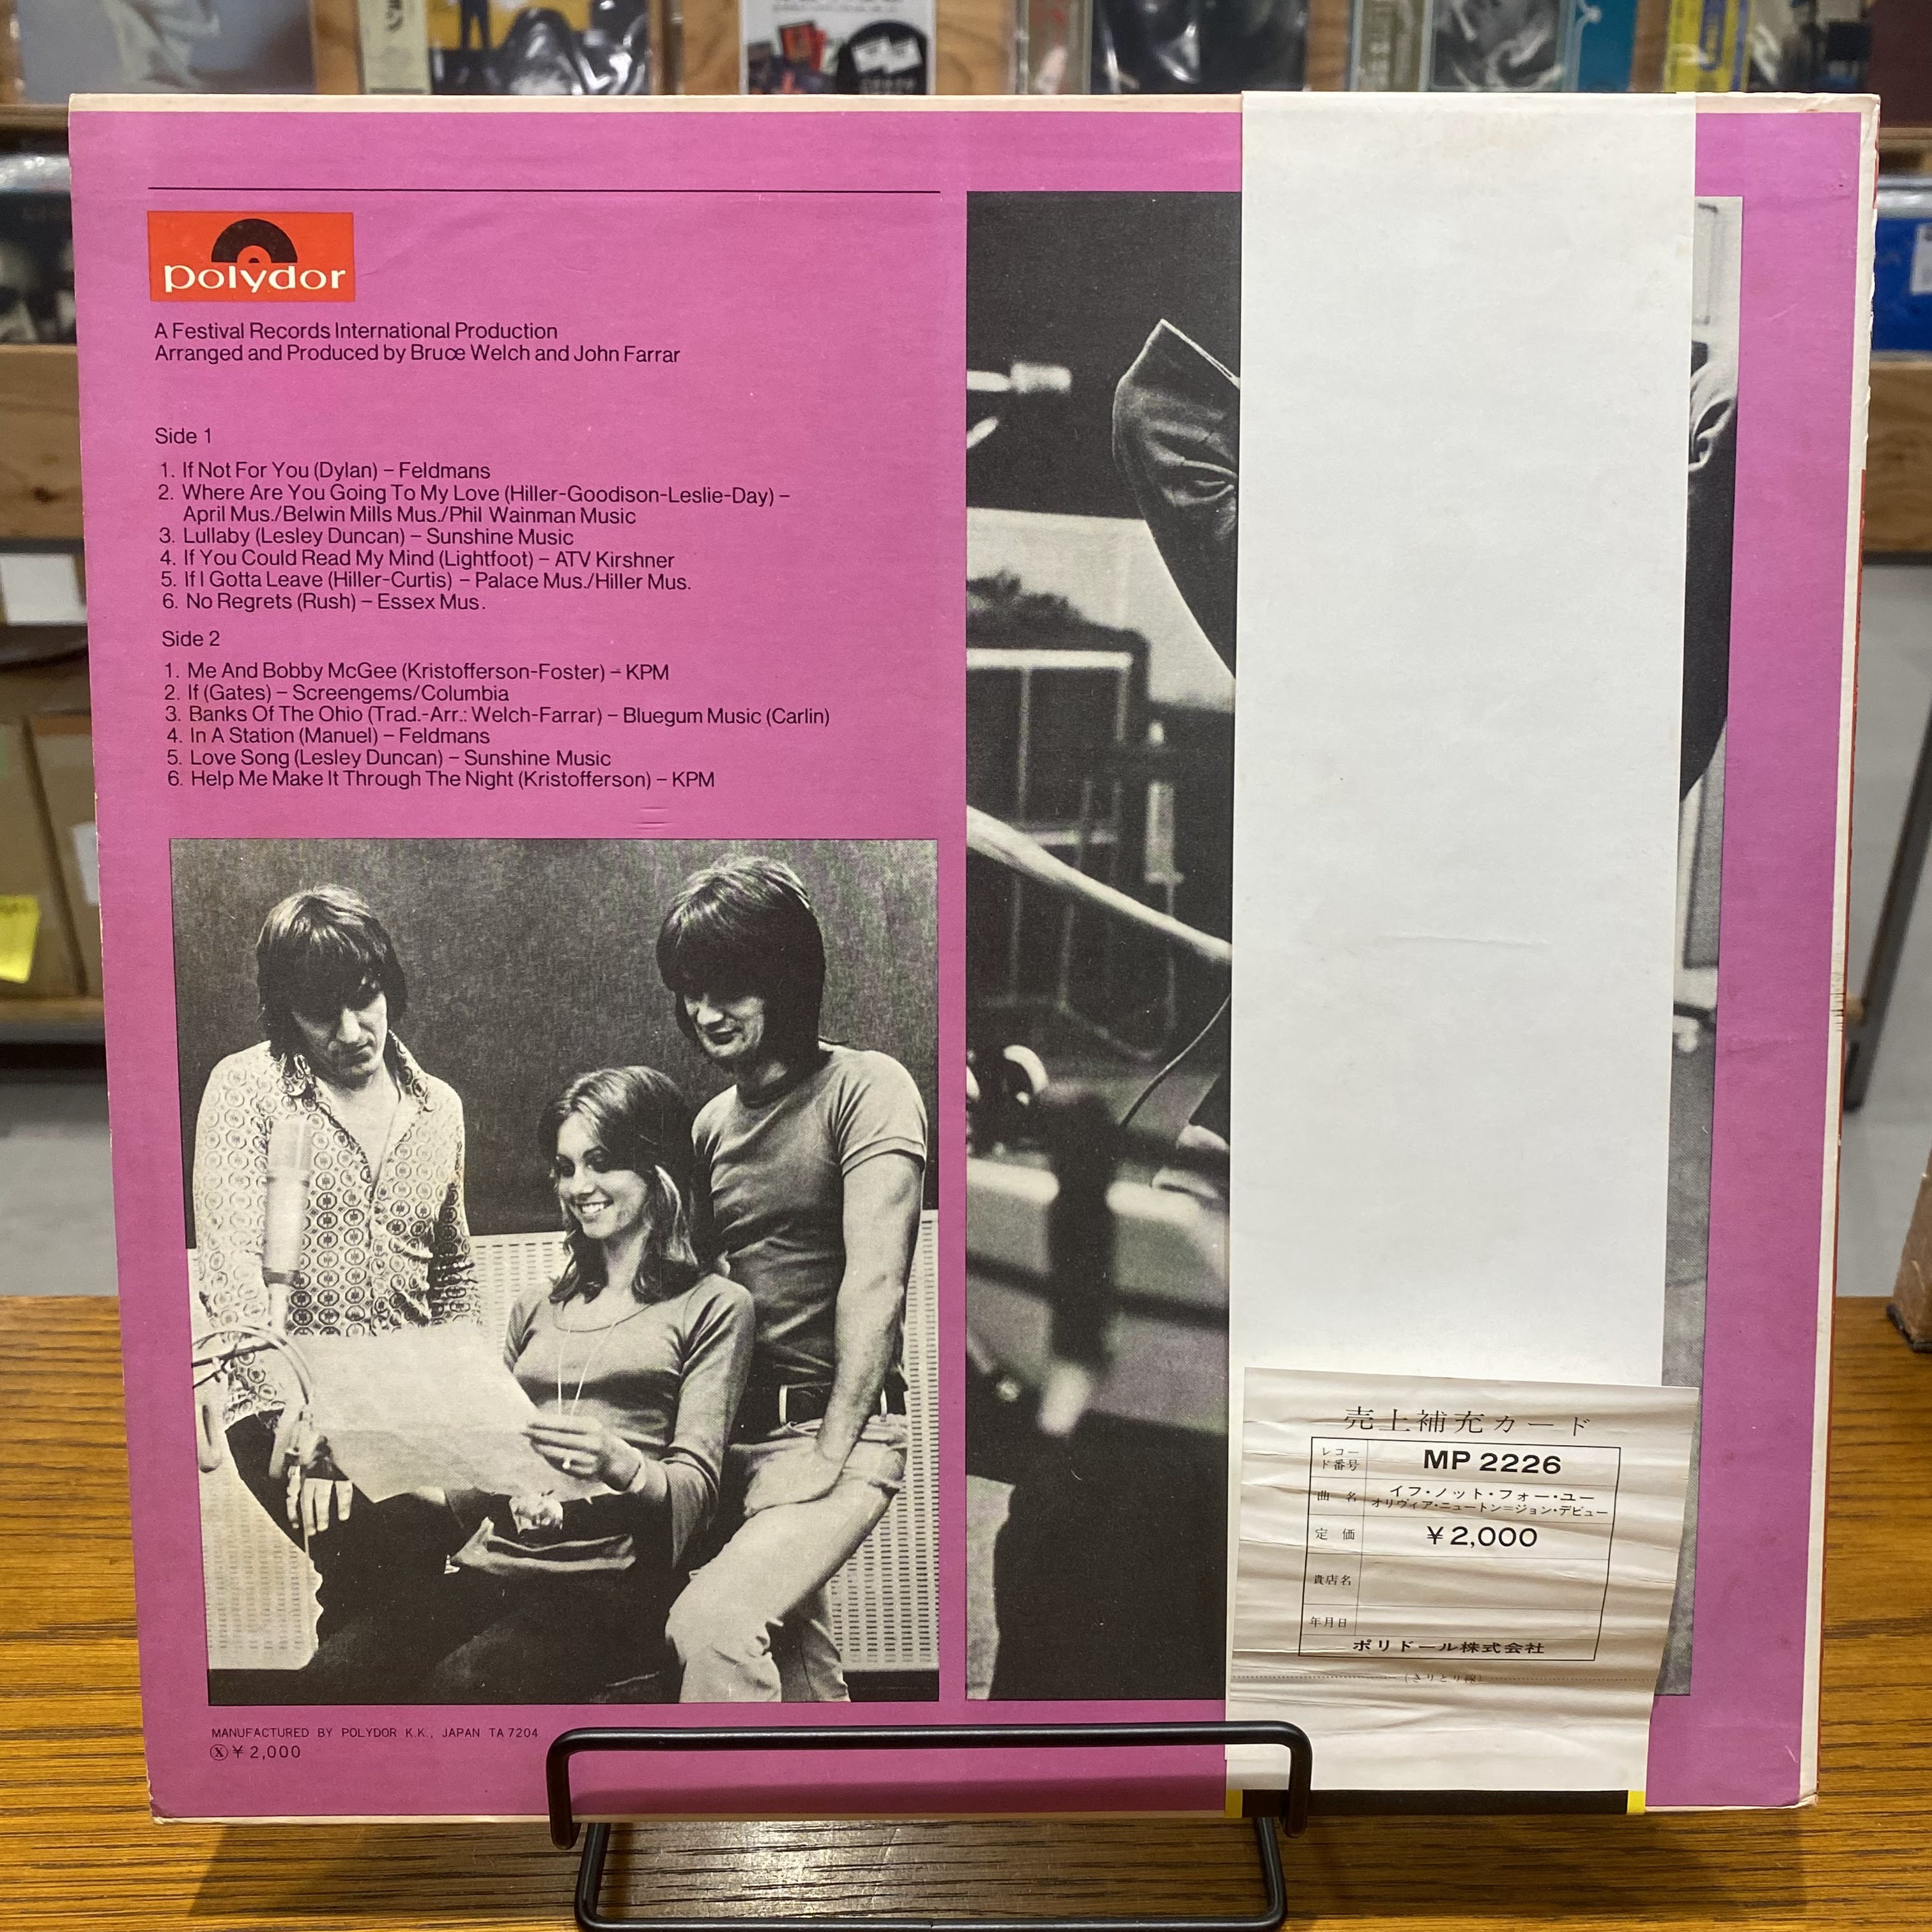 polydor
A Festival Records International Production
Arranged and Produced by Bruce Welch and John Farrar
Side 1
1. If Not For You (Dylan) – Feldmans
2. Where Are You Going To My Love (Hiller-Goodison-Leslie-Day) –
April Mus./Belwin Mills Mus./Phil Wainman Music
3. Lullaby (Lesley Duncan) – Sunshine Music
4. If You Could Read My Mind (Lightfoot) – ATV Kirshner
5. If I Gotta Leave (Hiller-Curtis) – Palace Mus./Hiller Mus.
6. No Regrets (Rush) – Essex Mus.
Side 2
1. Me And Bobby McGee (Kristofferson-Foster) – KPM
2. If (Gates) – Screengems/Columbia
3. Banks Of The Ohio (Trad.-Arr.: Welch-Farrar) – Bluegum Music (Carlin)
4. In A Station (Manuel) – Feldmans
5. Love Song (Lesley Duncan) – Sunshine Music
6. Help Me Make It Through The Night (Kristofferson) – KPM
MANUFACTURED BY POLYDOR K.K., JAPAN TA 7204
Ⓧ ¥ 2,000
売上補充カード
レコード番号 MP 2226
曲名 イフ・ノット・フォー・ユー
オリヴィア・ニュートン=ジョン・デビュー
定価 ¥2,000
貴店名
年月日
ポリドール株式会社
(きりとり線)